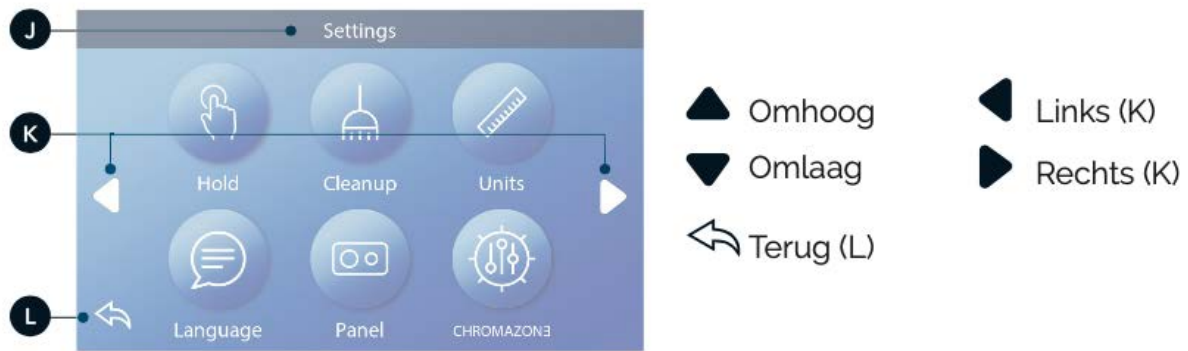 J
Settings
K
Hold
Cleanup
Units
Language
Panel
CHROMAZONE
L
Omhoog
Omlaag
Terug (L)
Links (K)
Rechts (K)